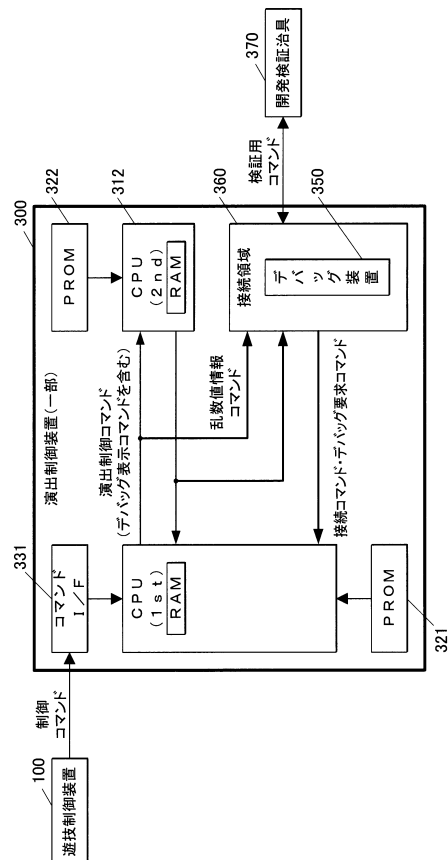 300
演出制御装置(一部)
331
コマンド
I/F
制御
コマンド
100
遊技制御装置
CPU
(1st)
RAM
PROM
321
演出制御コマンド
(デバッグ表示コマンドを含む)
乱数値情報
コマンド
接続コマンド・デバッグ要求コマンド
322
PROM
312
CPU
(2nd)
RAM
360
接続領域
350
デバッグ
装置
検証用
コマンド
370
開発検証治具